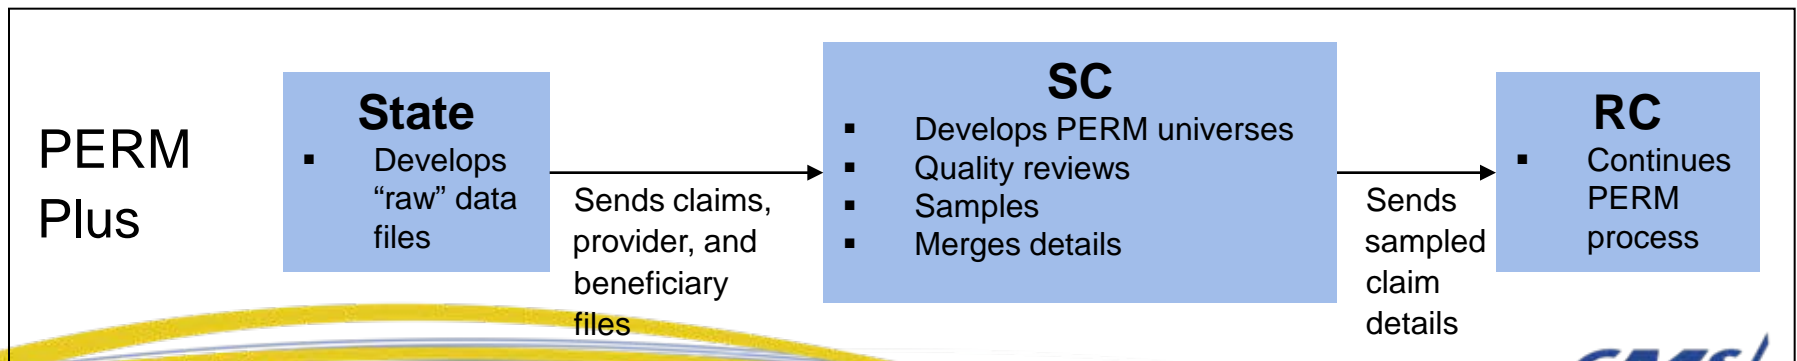 PERM
Plus
State
▪ Develops
“raw” data
files
Sends claims,
provider, and
beneficiary
files
SC
▪ Develops PERM universes
▪ Quality reviews
▪ Samples
▪ Merges details
Sends
sampled
claim
details
RC
▪ Continues
PERM
process
CMS